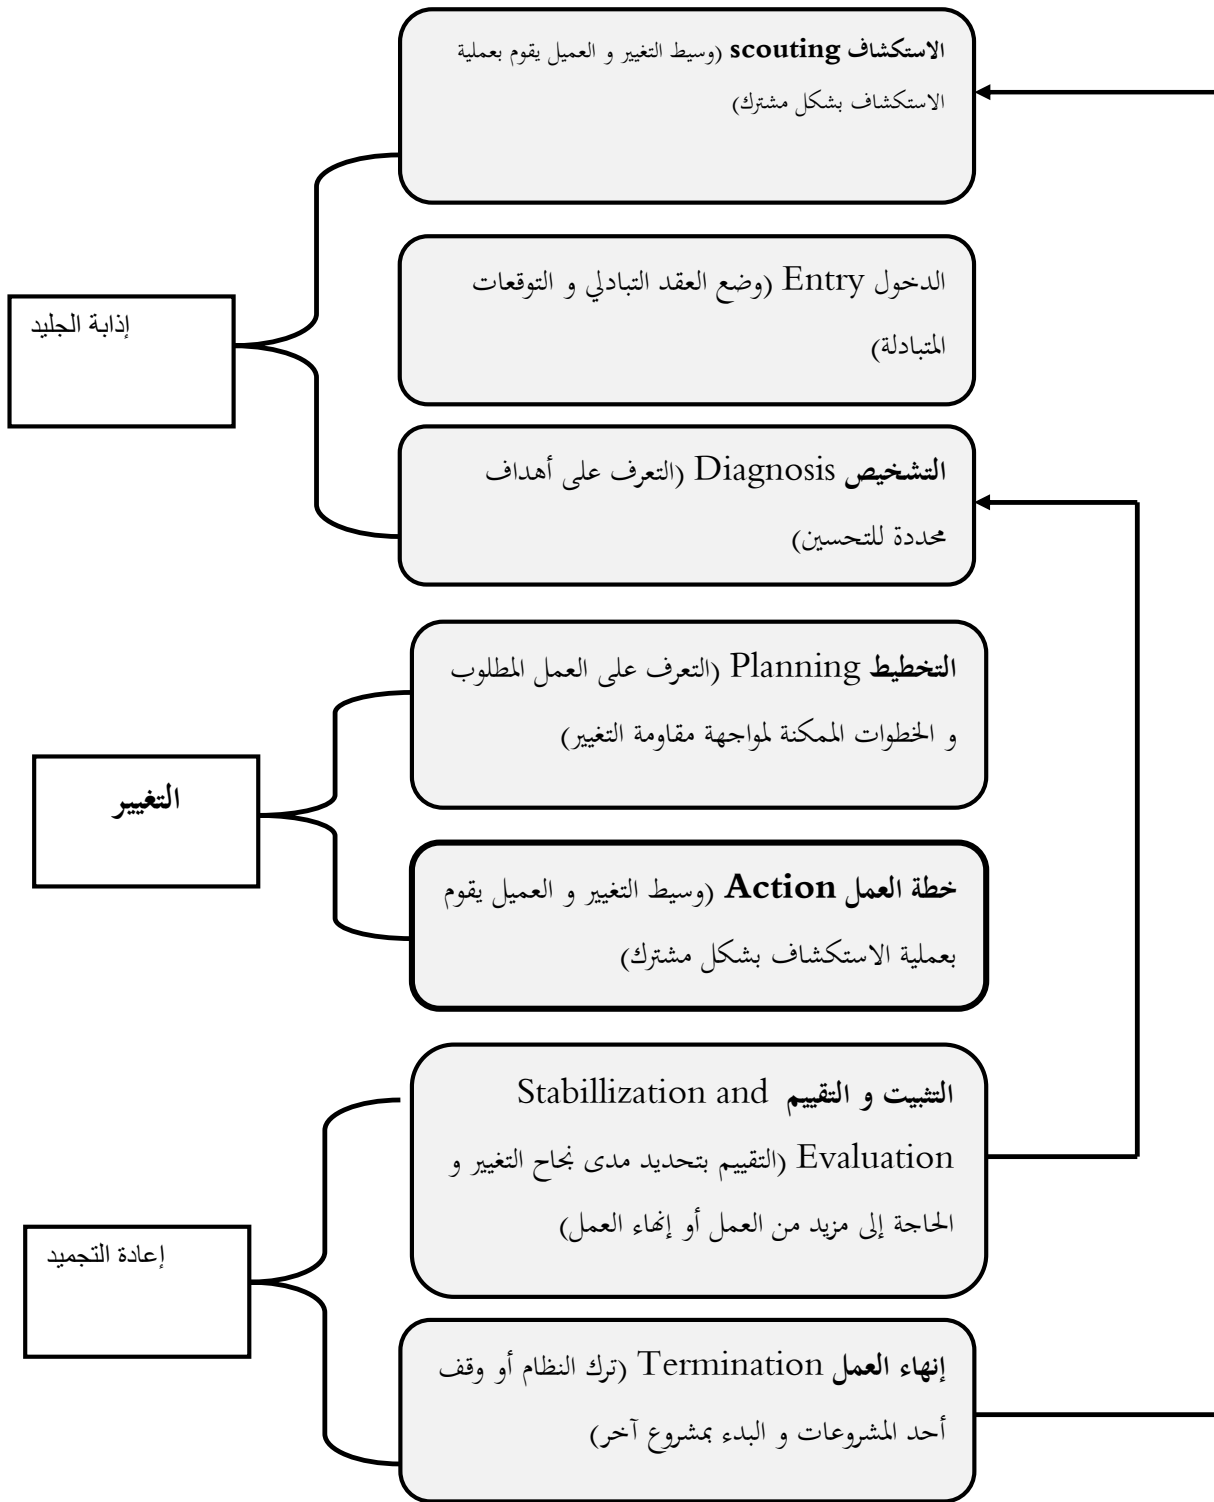 الاستكشاف scouting (وسيط التغيير و العميل يقوم بعملية
الاستكشاف بشكل مشترك)
الدخول Entry (وضع العقد التبادلي و التوقعات
المتبادلة)
إذابة الجليد
التشخيص Diagnosis (التعرف على أهداف
محددة للتحسين)
التخطيط Planning (التعرف على العمل المطلوب
و الخطوات الممكنة لمواجهة مقاومة التغيير)
التغيير
خطة العمل Action (وسيط التغيير و العميل يقوم
بعملية الاستكشاف بشكل مشترك)
التثبيت و التقييم Stabillization and
Evaluation (التقييم بتحديد مدى نجاح التغيير و
الحاجة إلى مزيد من العمل أو إنهاء العمل)
إعادة التجميد
إنهاء العمل Termination (ترك النظام أو وقف
أحد المشروعات و البدء بمشروع آخر)